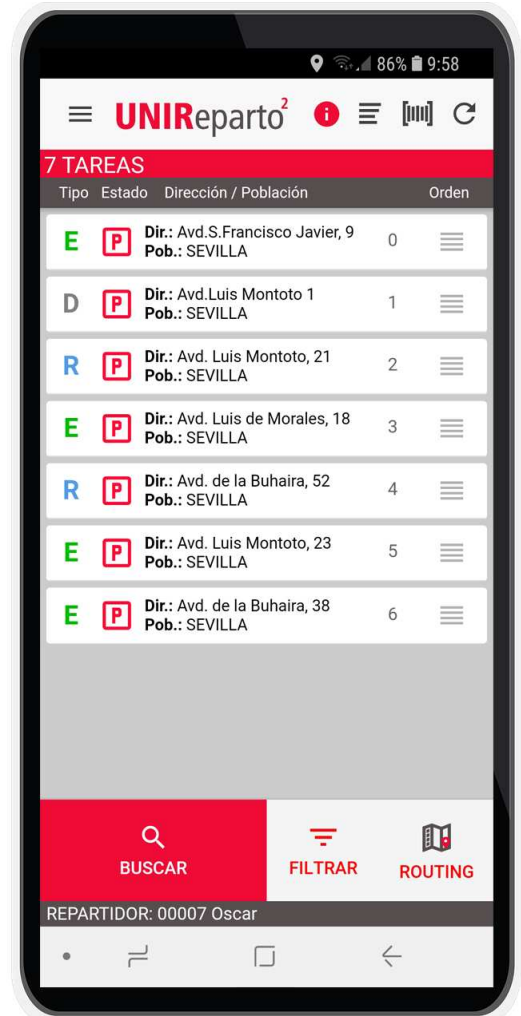 86% 9:58
UNIReparto2
7 TAREAS
Tipo Estado Dirección / Población Orden
E P Dir.: Avd.S.Francisco Javier, 9 0
Pob.: SEVILLA
D P Dir.: Avd.Luis Montoto 1 1
Pob.: SEVILLA
R P Dir.: Avd. Luis Montoto, 21 2
Pob.: SEVILLA
E P Dir.: Avd. Luis de Morales, 18 3
Pob.: SEVILLA
R P Dir.: Avd. de la Buhaira, 52 4
Pob.: SEVILLA
E P Dir.: Avd. Luis Montoto, 23 5
Pob.: SEVILLA
E P Dir.: Avd. de la Buhaira, 38 6
Pob.: SEVILLA
BUSCAR FILTRAR ROUTING
REPARTIDOR: 00007 Oscar